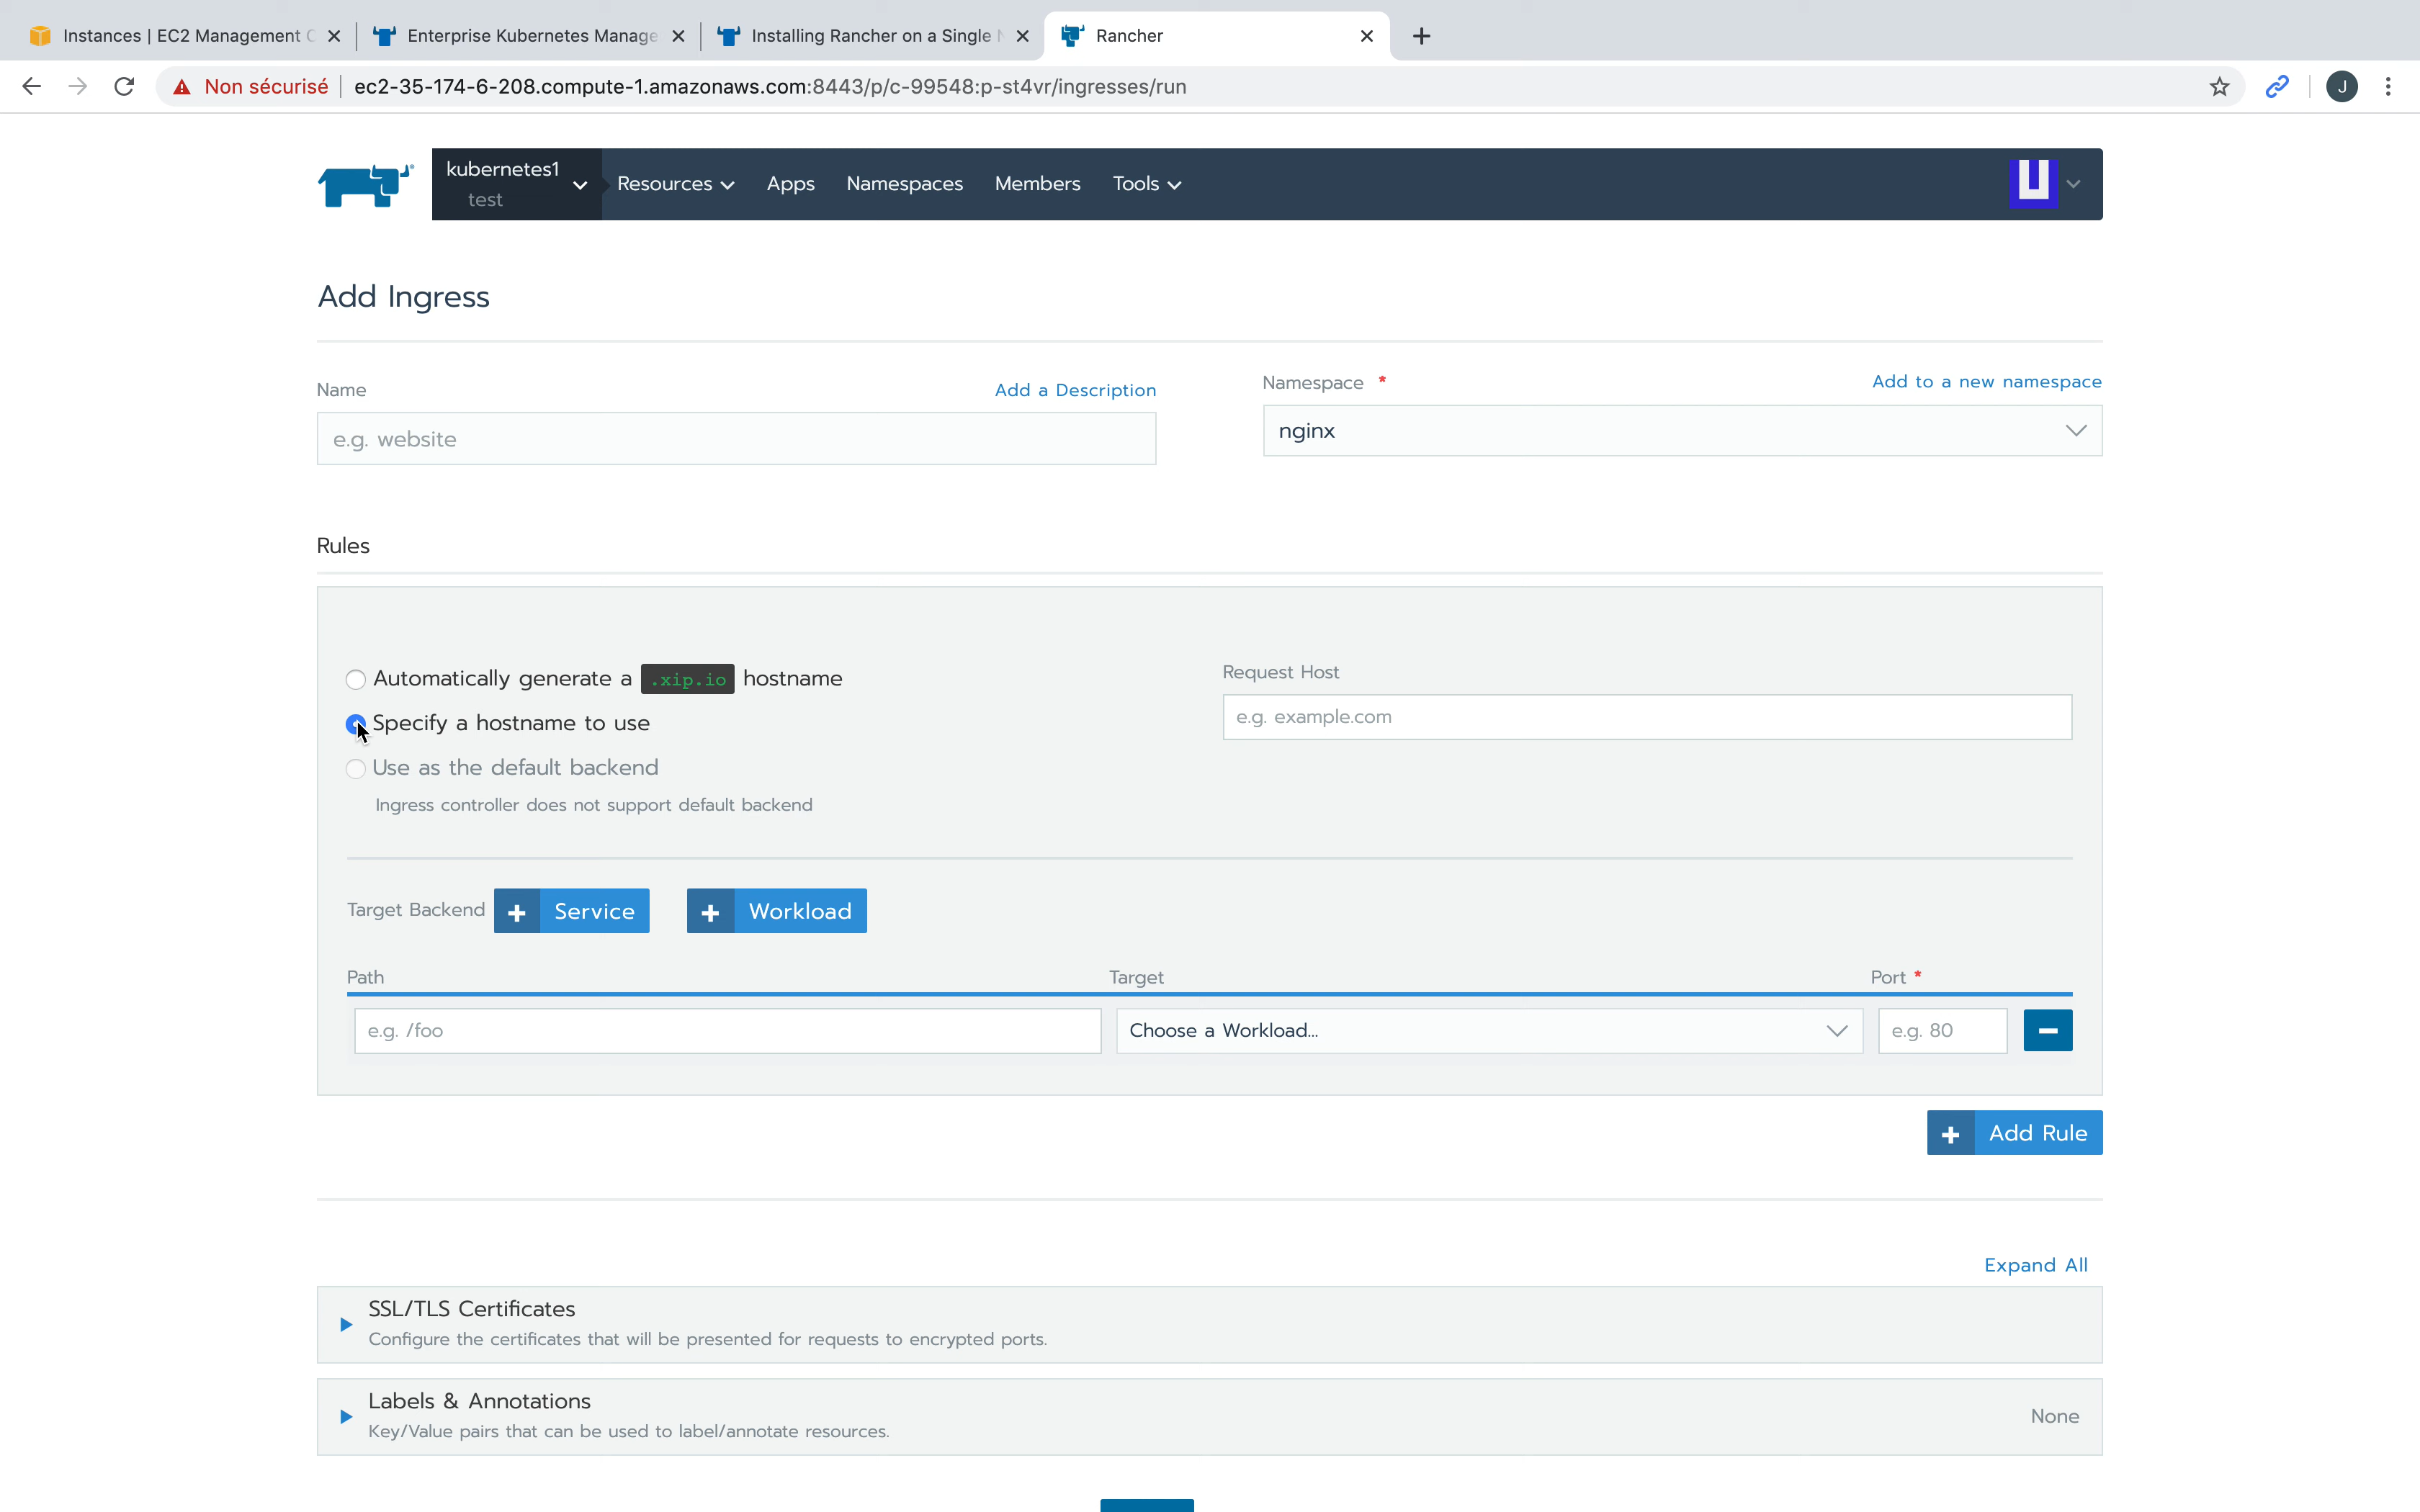 Instances | EC2 Management C
Enterprise Kubernetes Manage
Installing Rancher on a Single N
Rancher
Non sécurisé
ec2-35-174-6-208.compute-1.amazonaws.com:8443/p/c-99548:p-st4vr/ingresses/run
J
kubernetes1
test
Resources
Apps
Namespaces
Members
Tools
Add Ingress
Name
Add a Description
Namespace *
Add to a new namespace
e.g. website
nginx
Rules
Automatically generate a .xip.io hostname
Specify a hostname to use
Use as the default backend
Ingress controller does not support default backend
Request Host
e.g. example.com
Target Backend
+ Service
+ Workload
Path
Target
Port *
e.g. /foo
Choose a Workload...
e.g. 80
+ Add Rule
Expand All
SSL/TLS Certificates
Configure the certificates that will be presented for requests to encrypted ports.
Labels & Annotations
Key/Value pairs that can be used to label/annotate resources.
None